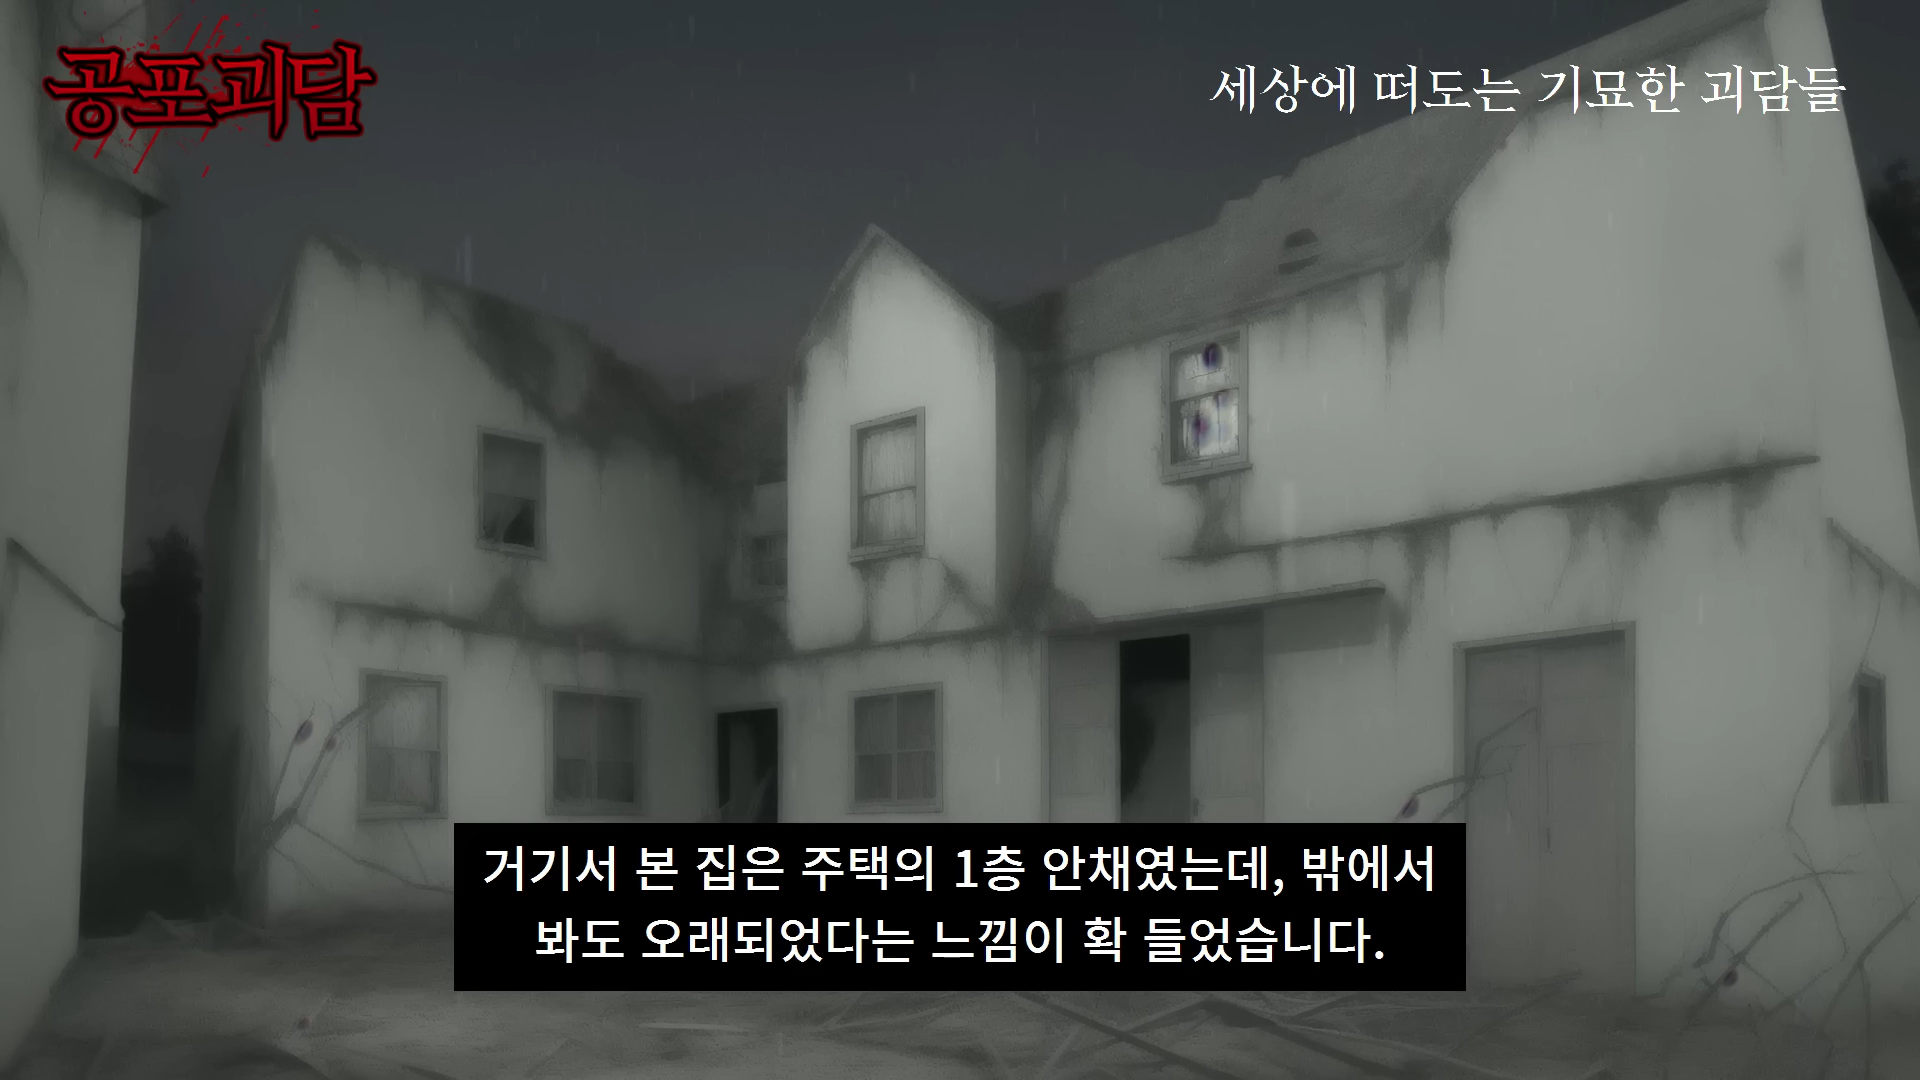 공포괴담
세상에 떠도는 기묘한 괴담들
거기서 본 집은 주택의 1층 안채였는데, 밖에서
봐도 오래되었다는 느낌이 확 들었습니다.